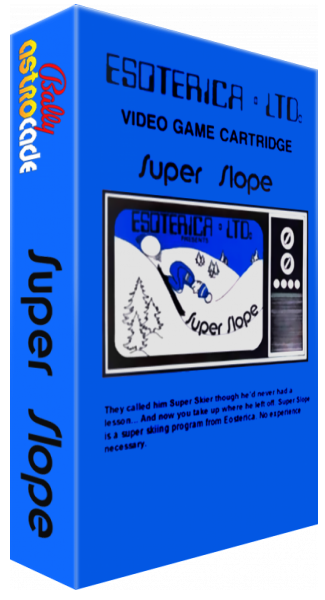 Bally
astrocade
Super Slope
ESOTERICA : LTD.
VIDEO GAME CARTRIDGE
Super Slope
ESOTERICA : LTD.
PRESENTS
Super Slope
They called him Super Skier though he'd never had a
lesson... And now you take up where he left off. Super Slope
is a super skiing program from Eosterica. No experience
necessary.